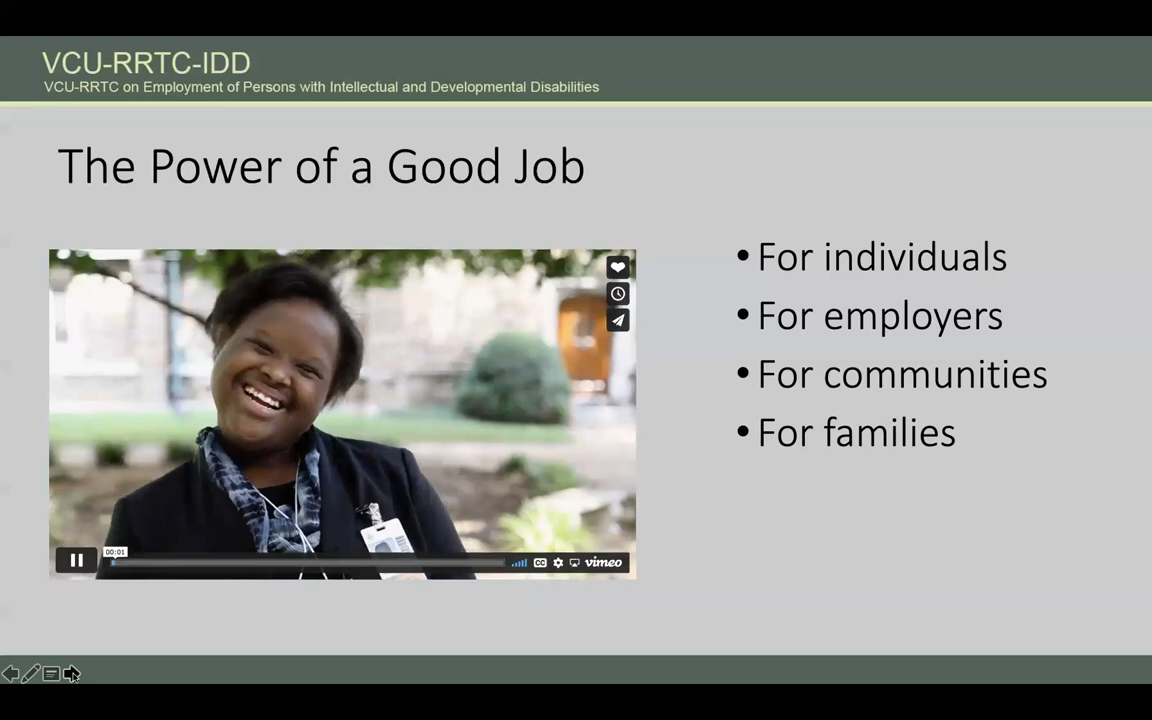 VCU-RRTC-IDD
VCU-RRTC on Employment of Persons with Intellectual and Developmental Disabilities
The Power of a Good Job
• For individuals
• For employers
• For communities
• For families
00:01
CC
vimeo